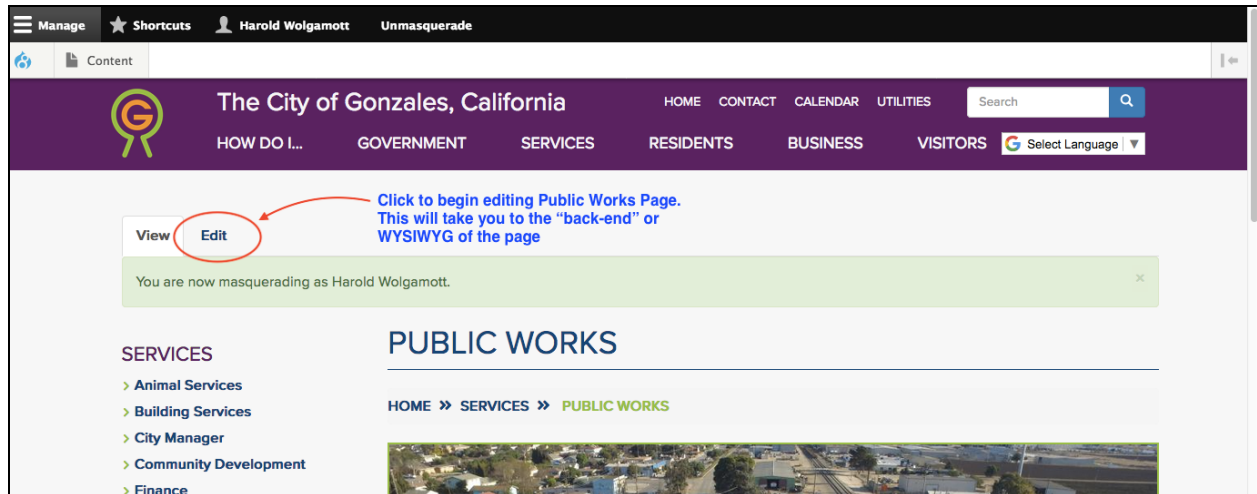 Manage Shortcuts Harold Wolgamott Unmasquerade
Content
The City of Gonzales, California HOME CONTACT CALENDAR UTILITIES Search
G
HOW DO I... GOVERNMENT SERVICES RESIDENTS BUSINESS VISITORS G Select Language ▼
Click to begin editing Public Works Page.
This will take you to the “back-end” or
WYSIWYG of the page
View Edit
You are now masquerading as Harold Wolgamott. ×
PUBLIC WORKS
SERVICES
HOME » SERVICES » PUBLIC WORKS
> Animal Services
> Building Services
> City Manager
> Community Development
> Finance